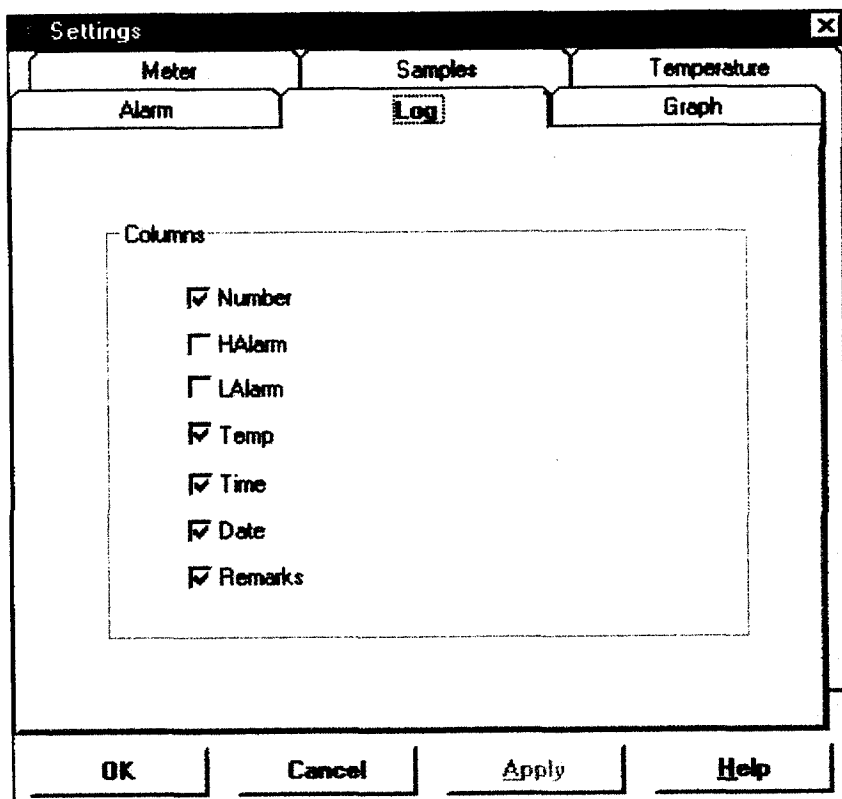 Settings
Meter Samples Temperature
Alarm Log Graph
Columns
Number
HAlarm
LAlarm
Temp
Time
Date
Remarks
OK Cancel Apply Help